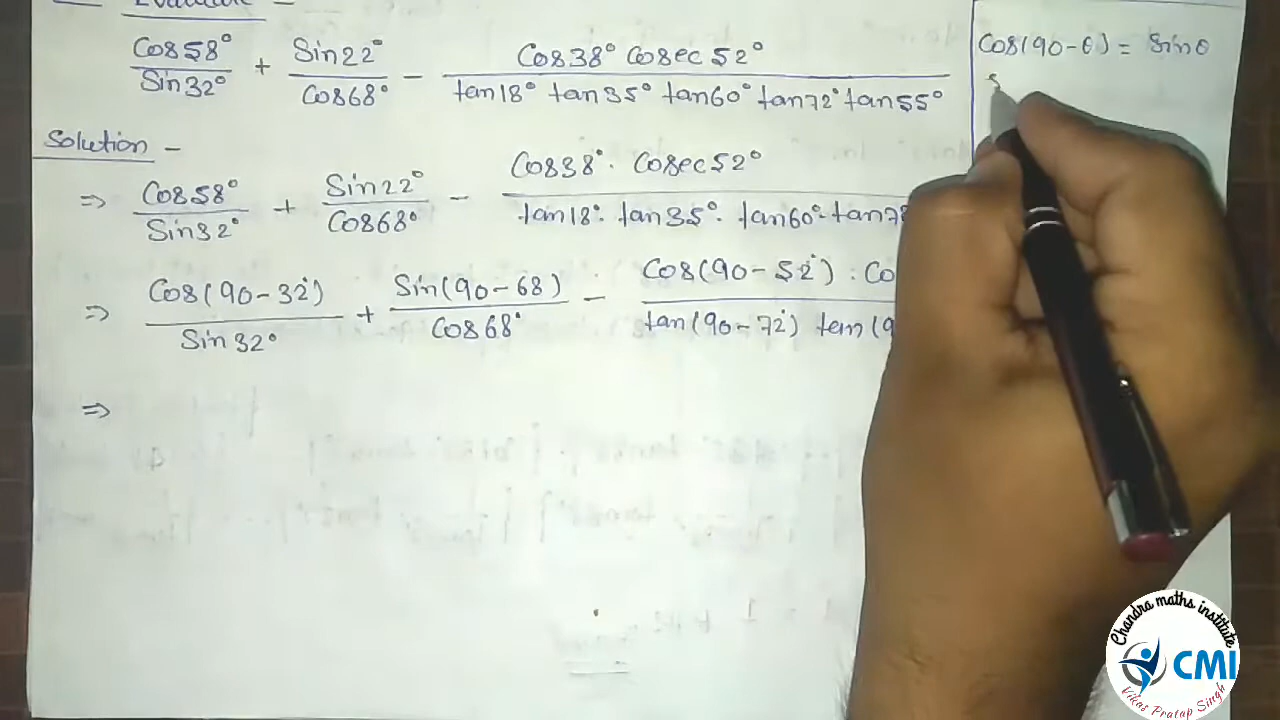 Evaluate -
Cos58°/Sin32° + Sin22°/Cos68° - Cos38° Cosec52°/tan18° tan35° tan60° tan72° tan55°
Cos(90-θ) = Sinθ
S
Solution -
⇒ Cos58°/Sin32° + Sin22°/Cos68° - Cos38° · Cosec52°/tan18° · tan35° · tan60° · tan7
⇒ Cos(90-32°)/Sin32° + Sin(90-68)/Cos68° - Cos(90-52°) · Co/tan(90-72°) tan(9
⇒
Chandra maths institute
CMI
Vikas Pratap Singh